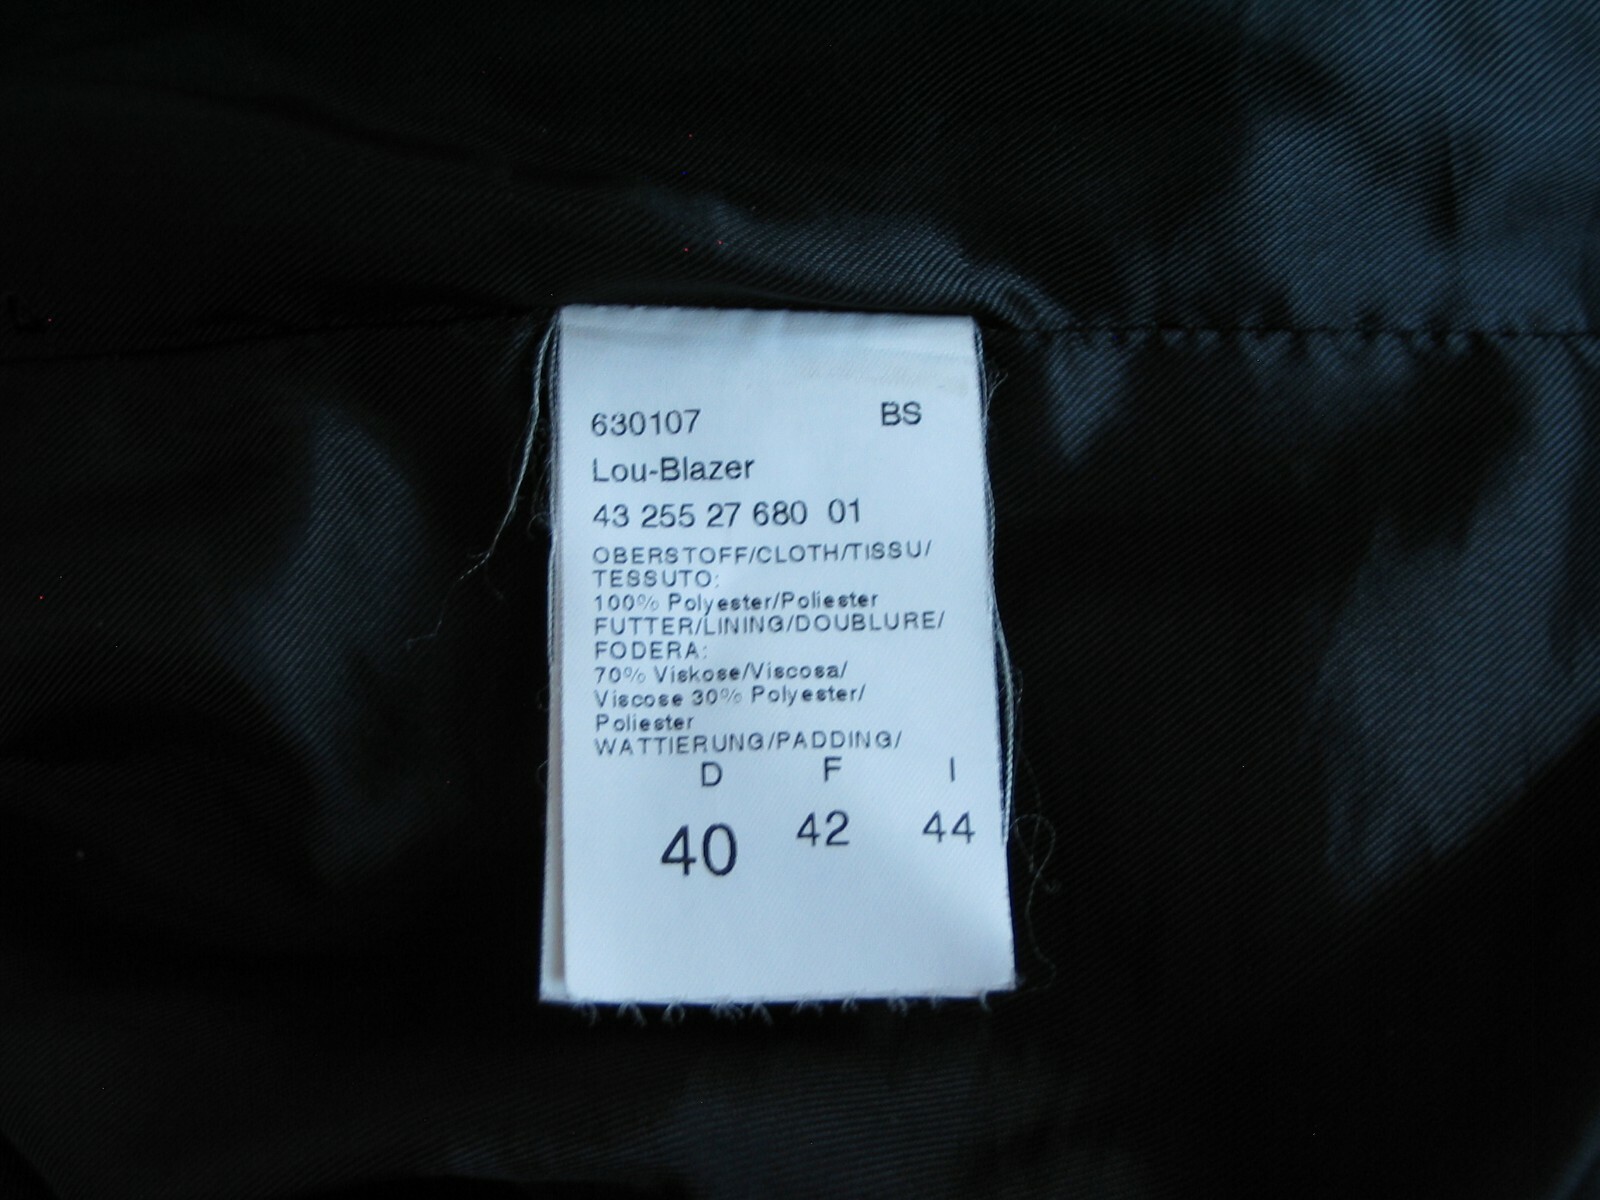 630107 BS
Lou-Blazer
43 255 27 680 01
OBERSTOFF/CLOTH/TISSU/
TESSUTO:
100% Polyester/Poliester
FUTTER/LINING/DOUBLURE/
FODERA:
70% Viskose/Viscosa/
Viscose 30% Polyester/
Poliester
WATTIERUNG/PADDING/
D F I
40 42 44